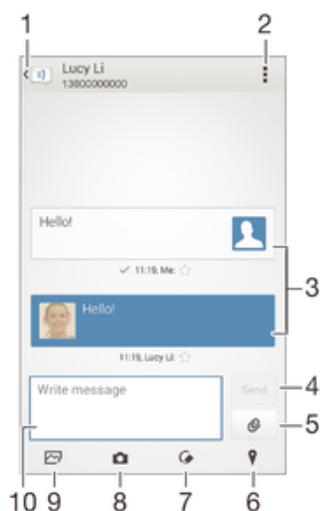 1
2
Lucy Li
13800000000
Hello!
11:19, Me:
3
Hello!
11:19, Lucy Li:
Write message
Send
4
5
10 9 8 7 6